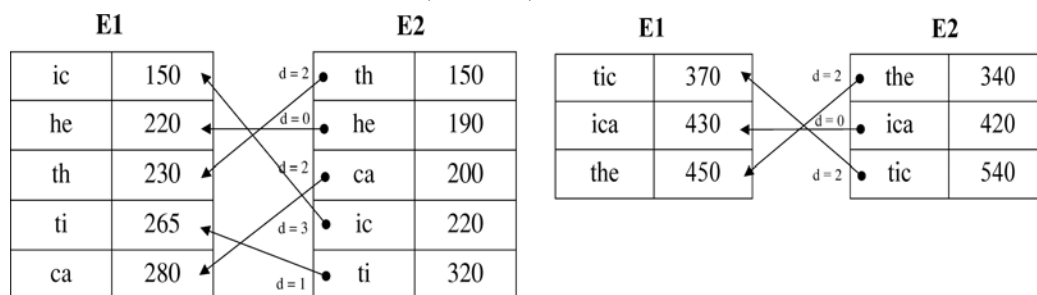 E1 E2
ic 150 d = 2 th 150
he 220 d=0 he 190
th 230 d = 2 ca 200
ti 265 d = 3 ic 220
ca 280 d = 1 ti 320
E1 E2
tic 370 d = 2 the 340
ica 430 d = 0 ica 420
the 450 d = 2 tic 540